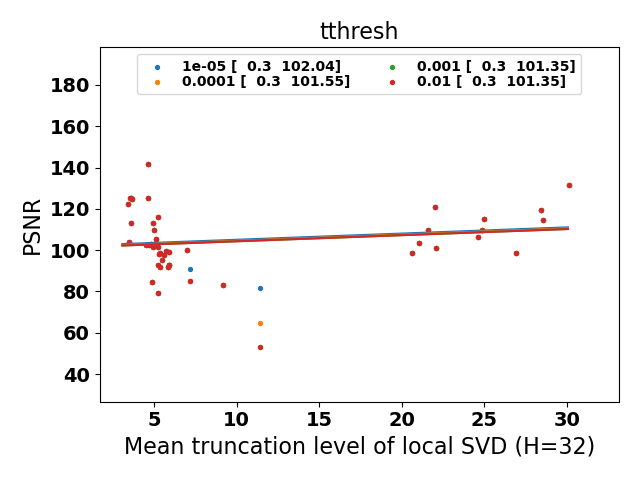 tthresh
1e-05 [  0.3  102.04]
0.0001 [  0.3  101.55]
0.001 [  0.3  101.35]
0.01 [  0.3  101.35]
PSNR
180
160
140
120
100
80
60
40
5 10 15 20 25 30
Mean truncation level of local SVD (H=32)